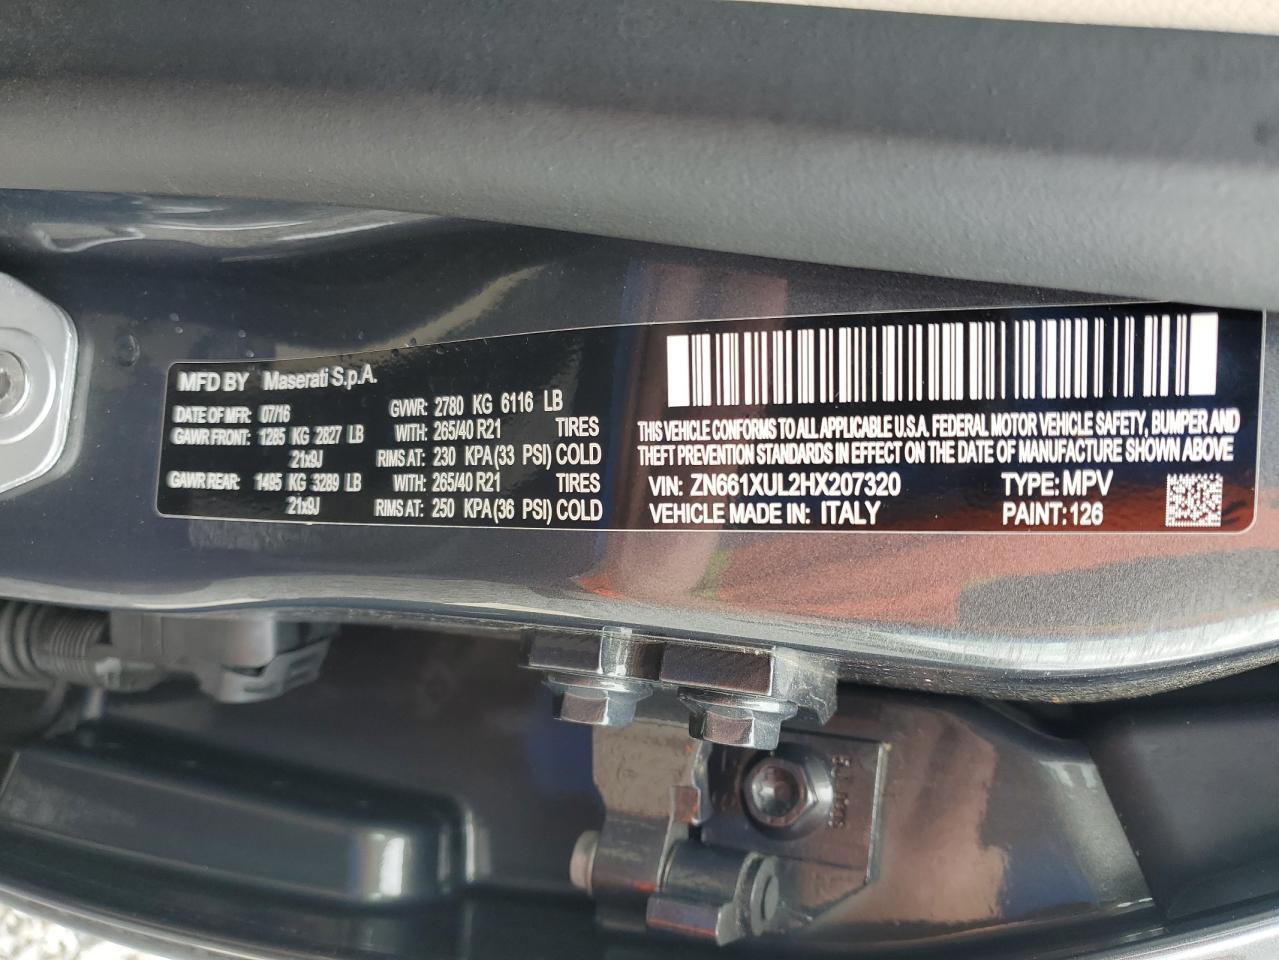 MFD BY Maserati S.p.A.
DATE OF MFR: 07/16 GVWR: 2780 KG 6116 LB
GAWR FRONT: 1285 KG 2827 LB WITH: 265/40 R21 TIRES
21x9J RIMS AT: 230 KPA (33 PSI) COLD
GAWR REAR: 1495 KG 3289 LB WITH: 265/40 R21 TIRES
21x9J RIMS AT: 250 KPA (36 PSI) COLD
THIS VEHICLE CONFORMS TO ALL APPLICABLE U.S.A. FEDERAL MOTOR VEHICLE SAFETY, BUMPER AND
THEFT PREVENTION STANDARDS IN EFFECT ON THE DATE OF MANUFACTURE SHOWN ABOVE
VIN: ZN661XUL2HX207320 TYPE: MPV
VEHICLE MADE IN: ITALY PAINT: 126